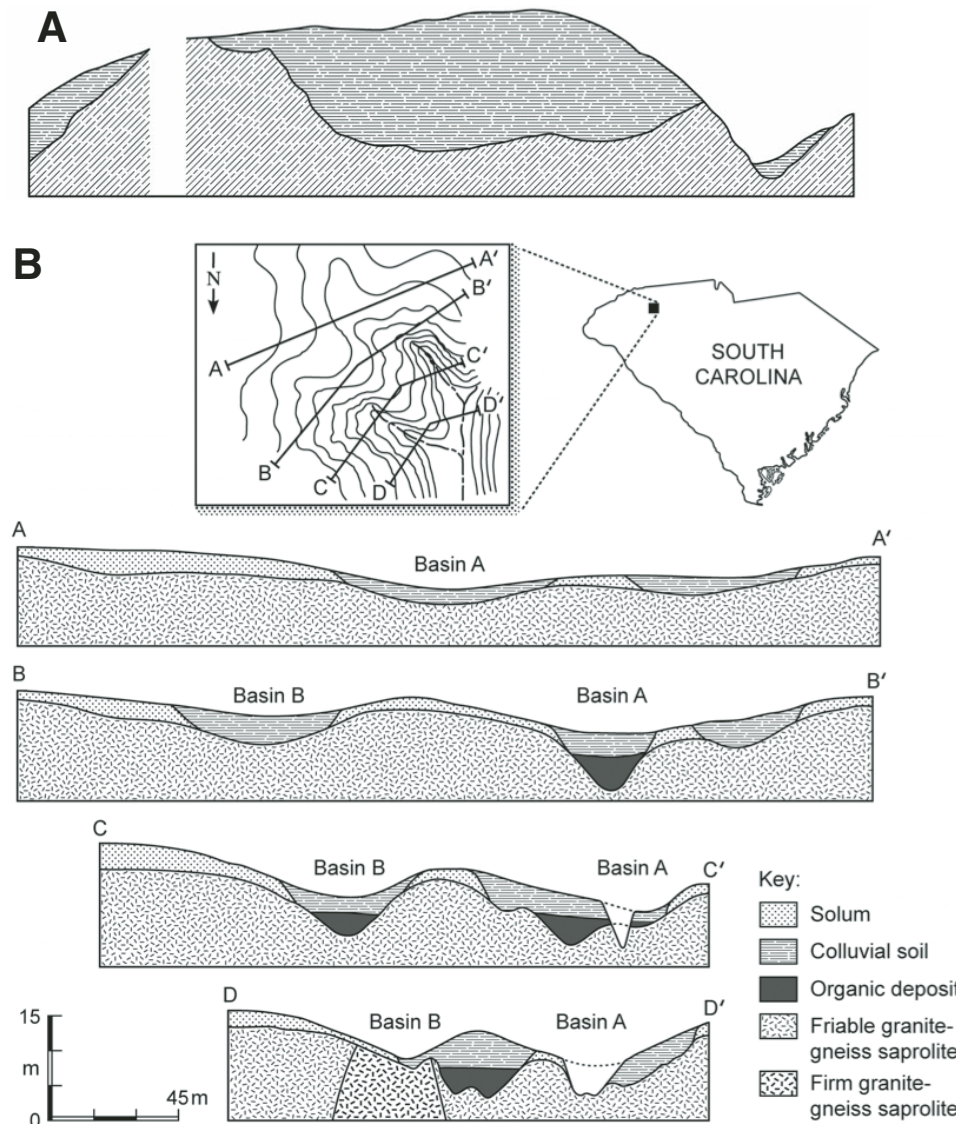 A
B
N
A′
B′
C′
D′
A
B
C
D
SOUTH
CAROLINA
A
A′
Basin A
B
B′
Basin B
Basin A
C
C′
Basin B
Basin A
D
D′
Basin B
Basin A
15
m
0
45 m
Key:
Solum
Colluvial soil
Organic deposit
Friable granite-
gneiss saprolite
Firm granite-
gneiss saprolite